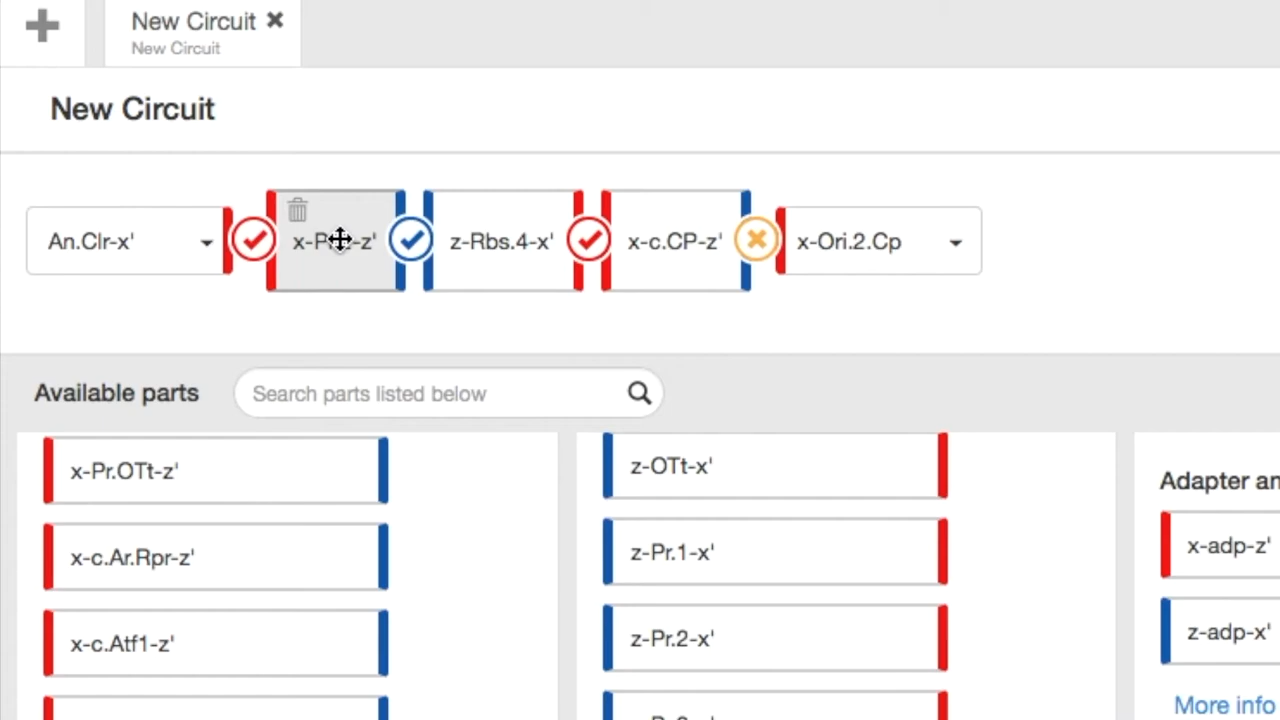 New Circuit
New Circuit
New Circuit
An.Clr-x'
z-Rbs.4-x'
x-c.CP-z'
x-Ori.2.Cp
Available parts
Search parts listed below
x-Pr.OTt-z'
x-c.Ar.Rpr-z'
x-c.Atf1-z'
z-OTt-x'
z-Pr.1-x'
z-Pr.2-x'
Adapter
x-adp-z'
z-adp-x'
More info